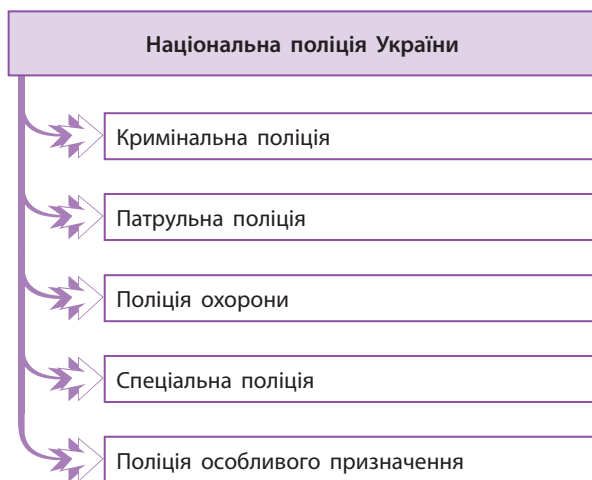 Національна поліція України
Кримінальна поліція
Патрульна поліція
Поліція охорони
Спеціальна поліція
Поліція особливого призначення